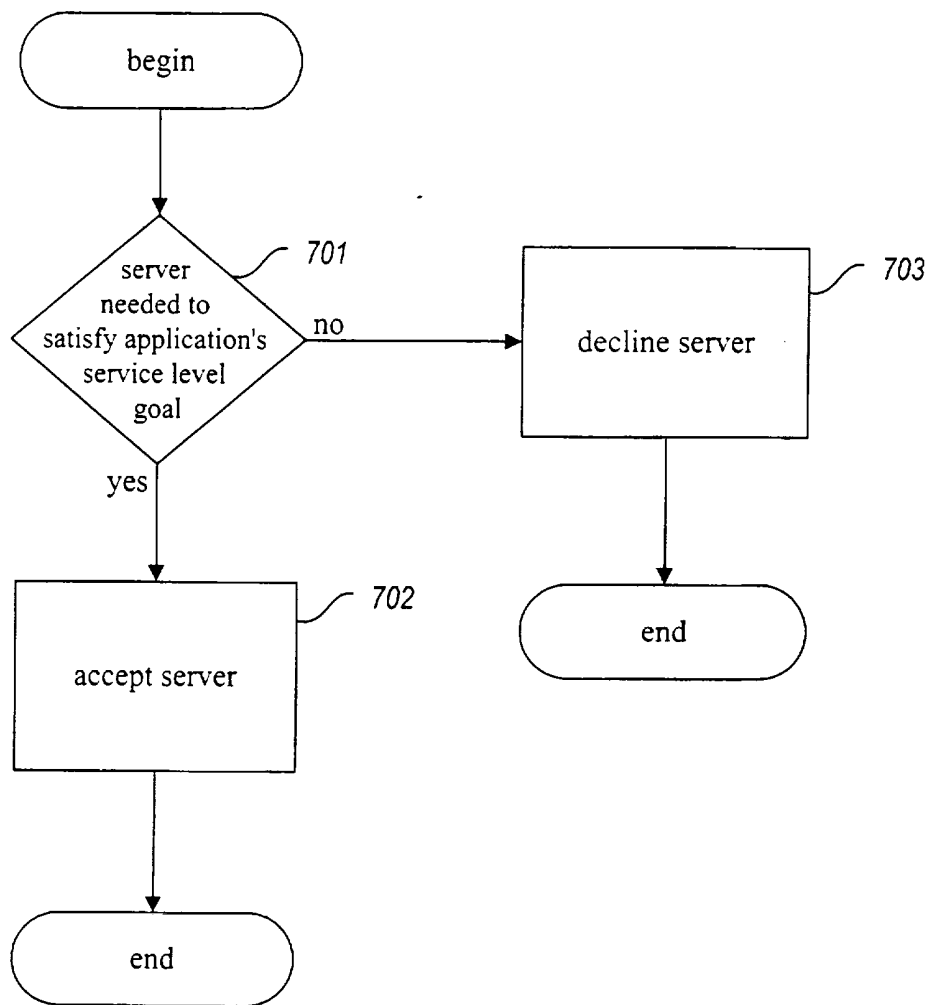 begin
701
server
needed to
satisfy application's
service level
goal
no
703
decline server
yes
702
accept server
end
end